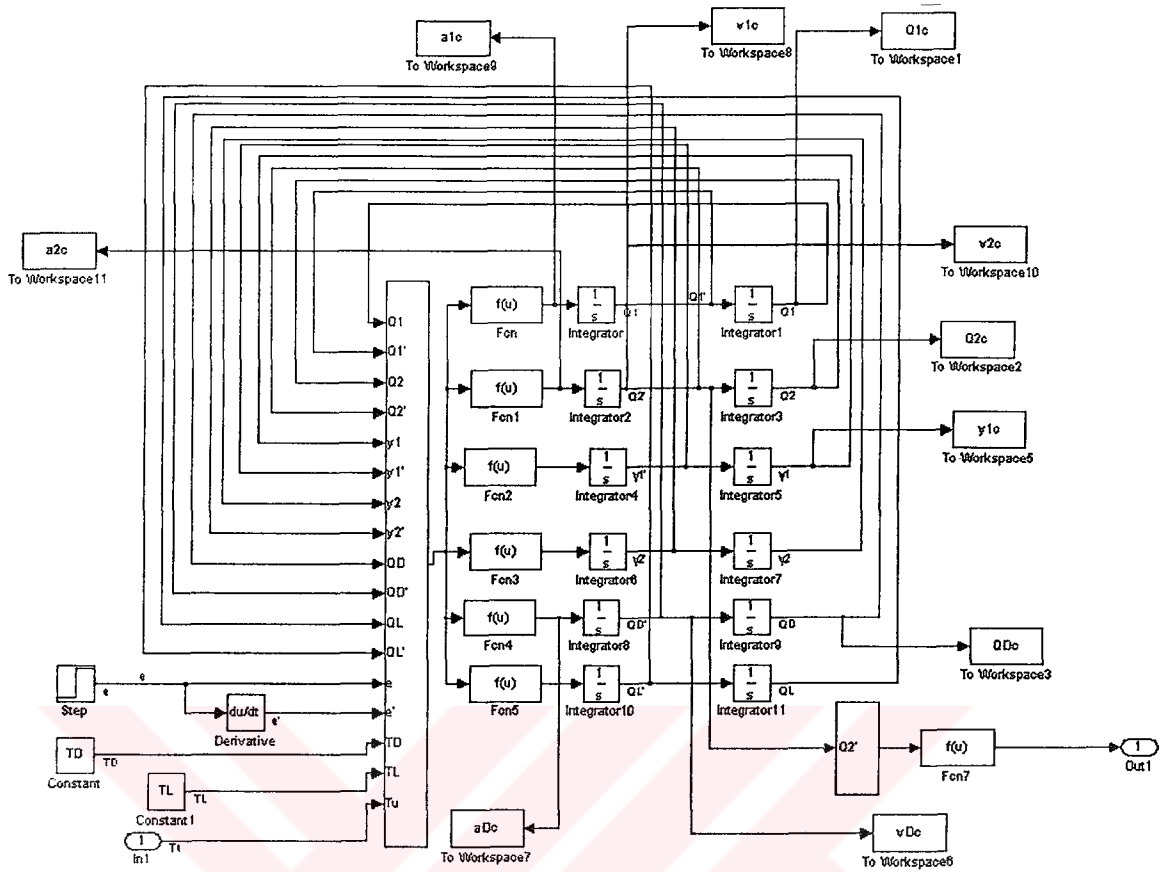 a1c
To Workspace9
v1c
To Workspace8
Q1c
To Workspace1
a2c
To Workspace11
v2c
To Workspace10
Q1
Q1'
Q2
Q2'
y1
y1'
y2
y2'
QD
QD'
QL
QL'
e
e'
TD
TL
Tu
f(u)
Fcn
1
s
Integrator
Q1'
Q1'
1
s
Integrator1
Q1
Q2c
To Workspace2
f(u)
Fcn1
1
s
Integrator2
Q2'
1
s
Integrator3
Q2
y1c
To Workspace5
f(u)
Fcn2
1
s
Integrator4
y1'
1
s
Integrator5
y1
f(u)
Fcn3
1
s
Integrator6
y2'
1
s
Integrator7
y2
f(u)
Fcn4
1
s
Integrator8
QD'
1
s
Integrator9
QD
QDc
To Workspace3
f(u)
Fcn5
1
s
Integrator10
QL'
1
s
Integrator11
QL
Step
e
e
du/dt
Derivative
e'
TD
Constant
TD
TL
Constant1
TL
1
In1
Tt
Q2'
f(u)
Fcn7
1
Out1
aDc
To Workspace7
vDc
To Workspace6